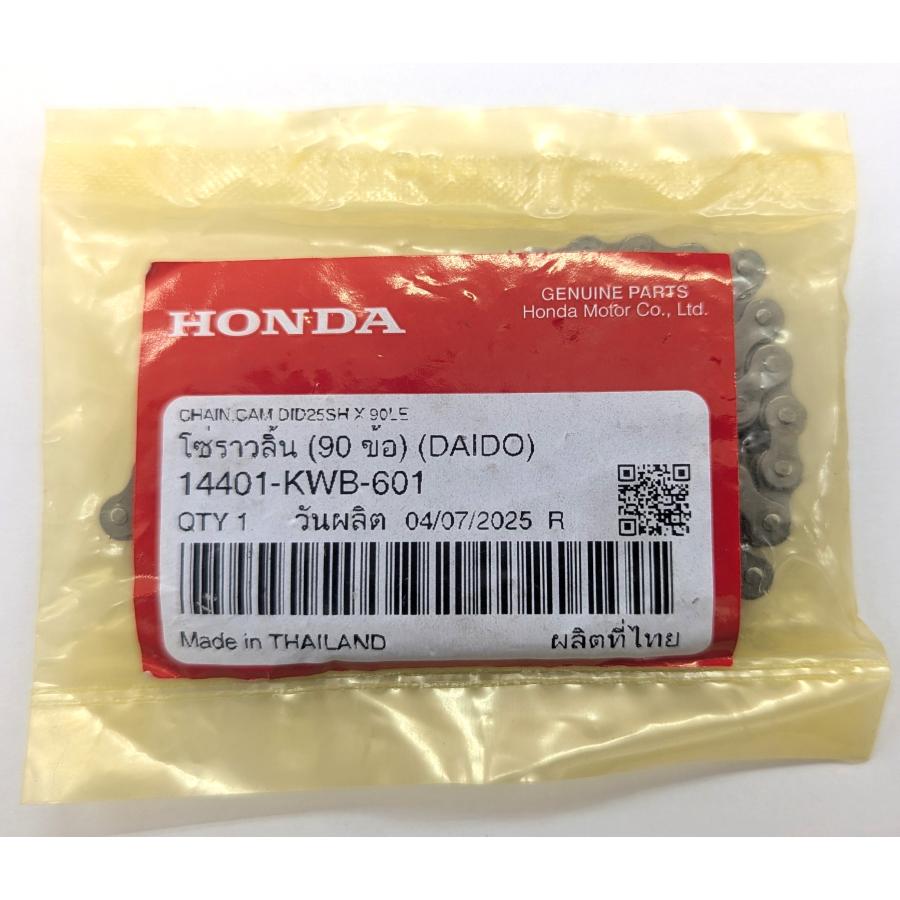 HONDA
GENUINE PARTS
Honda Motor Co., Ltd.
CHAIN,CAM DID25SH X 90LE
โซ่ราวลิ้น (90 ข้อ) (DAIDO)
14401-KWB-601
QTY 1 วันผลิต 04/07/2025 R
Made in THAILAND ผลิตที่ไทย